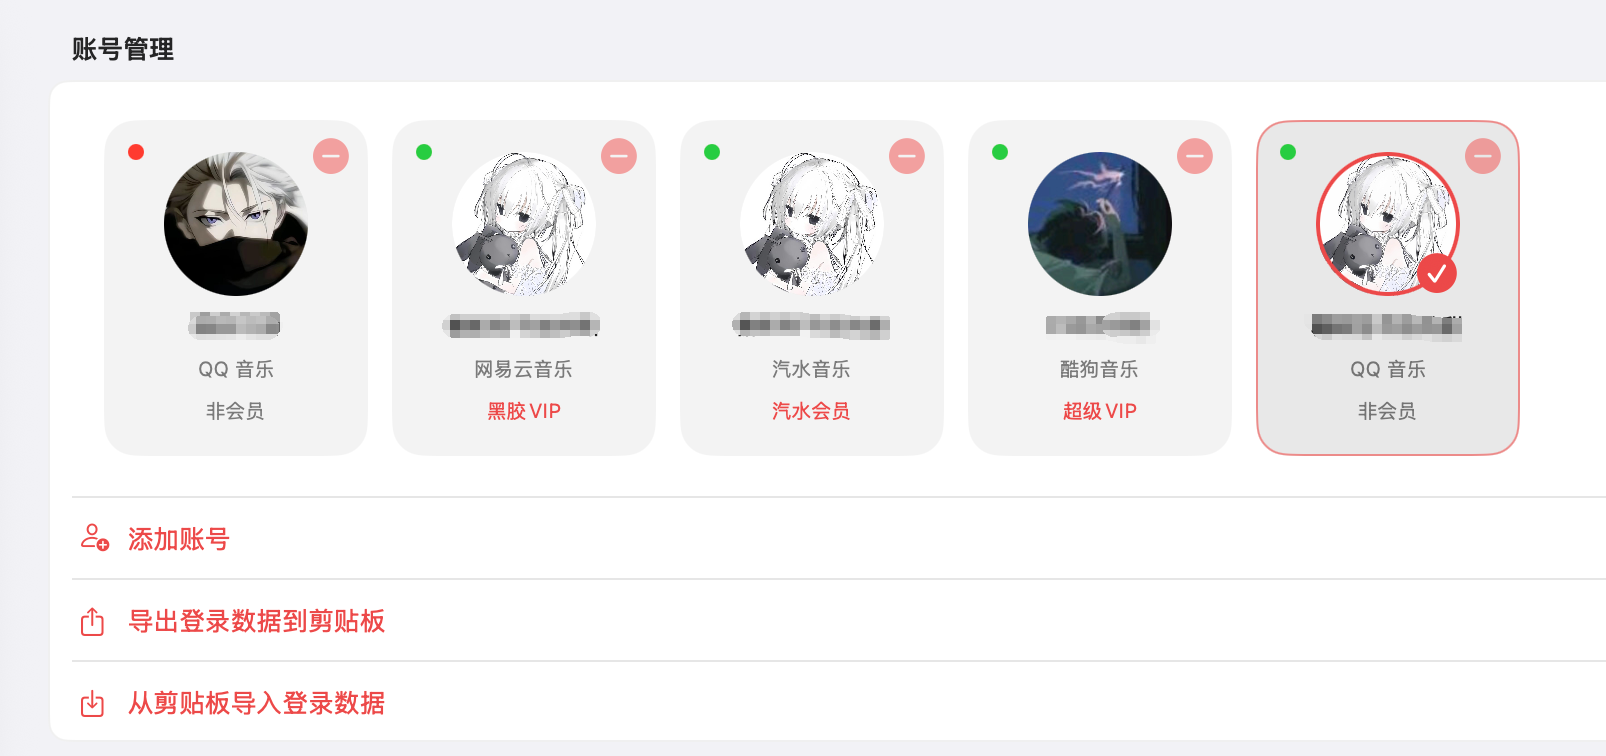 账号管理
QQ 音乐
非会员
网易云音乐
黑胶 VIP
汽水音乐
汽水会员
酷狗音乐
超级 VIP
QQ 音乐
非会员
添加账号
导出登录数据到剪贴板
从剪贴板导入登录数据